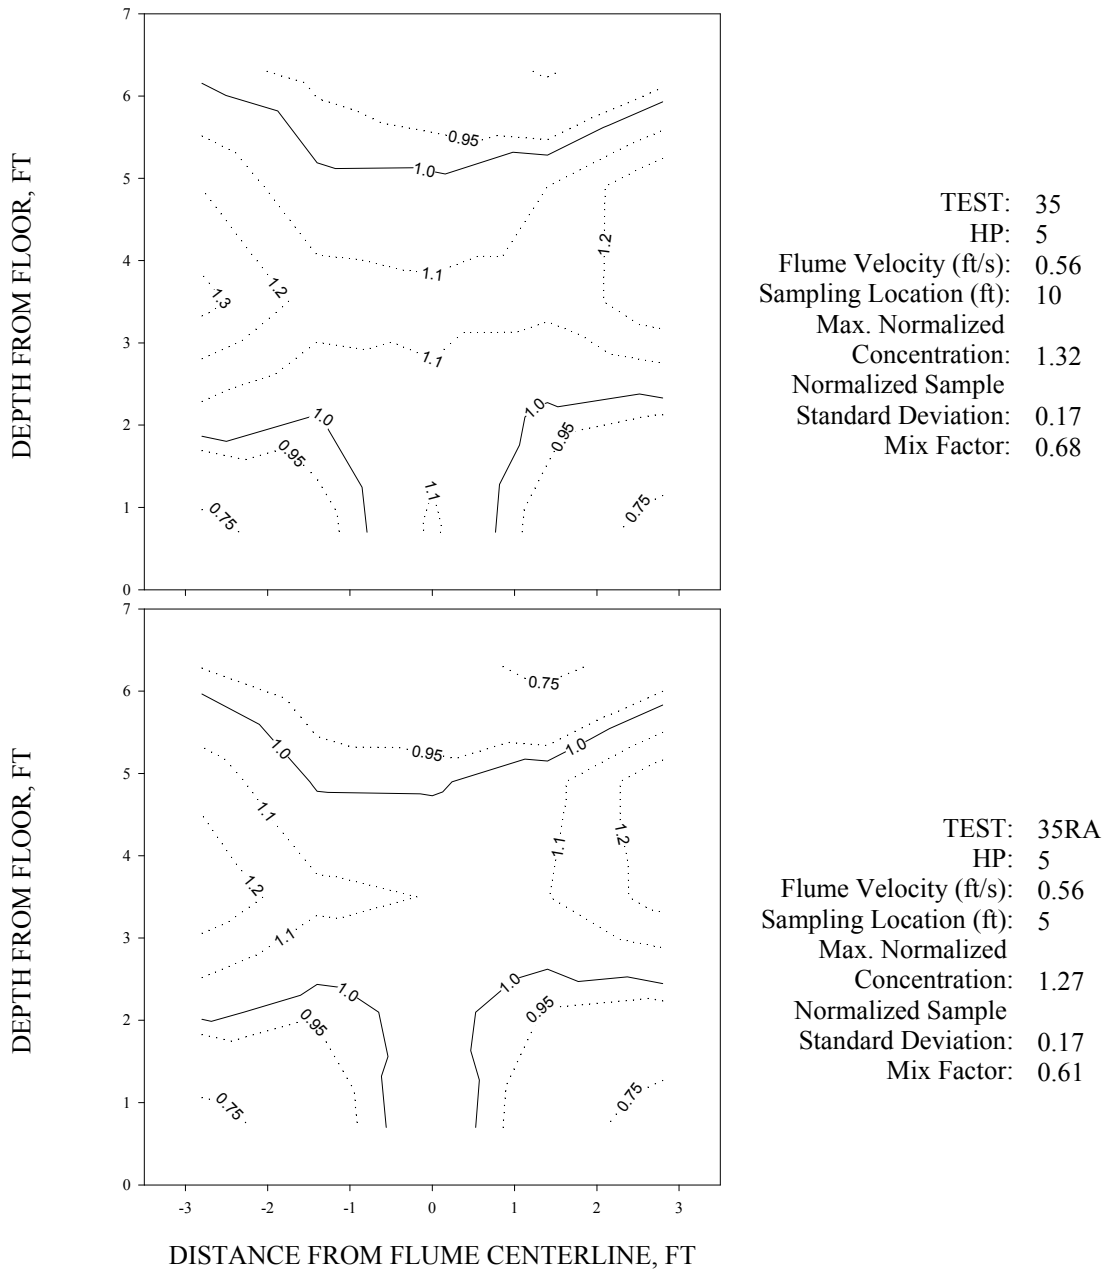 DEPTH FROM FLOOR, FT
7
6
5
4
3
2
1
0
0.95
1.0
1.1
1.2
1.2
1.3
1.1
1.0
1.0
0.95
0.95
1.1
0.75
0.75
TEST: 35
HP: 5
Flume Velocity (ft/s): 0.56
Sampling Location (ft): 10
Max. Normalized
Concentration: 1.32
Normalized Sample
Standard Deviation: 0.17
Mix Factor: 0.68
DEPTH FROM FLOOR, FT
7
6
5
4
3
2
1
0
0.75
1.0
0.95
1.0
1.1
1.1
1.2
1.2
1.1
1.0
1.0
0.95
0.95
0.75
0.75
-3 -2 -1 0 1 2 3
DISTANCE FROM FLUME CENTERLINE, FT
TEST: 35RA
HP: 5
Flume Velocity (ft/s): 0.56
Sampling Location (ft): 5
Max. Normalized
Concentration: 1.27
Normalized Sample
Standard Deviation: 0.17
Mix Factor: 0.61